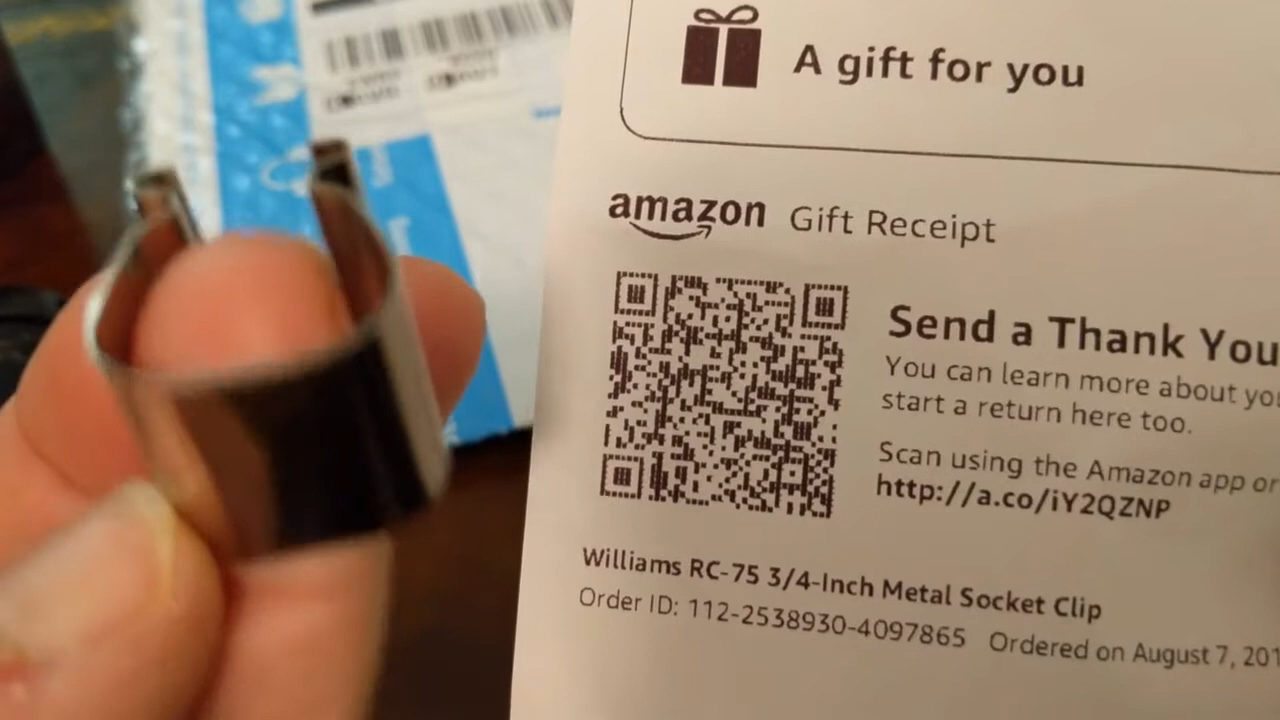 A gift for you
amazon Gift Receipt
Send a Thank You
You can learn more about
start a return here too.
Scan using the Amazon app or
http://a.co/iY2QZNP
Williams RC-75 3/4-Inch Metal Socket Clip
Order ID: 112-2538930-4097865 Ordered on August 7, 201